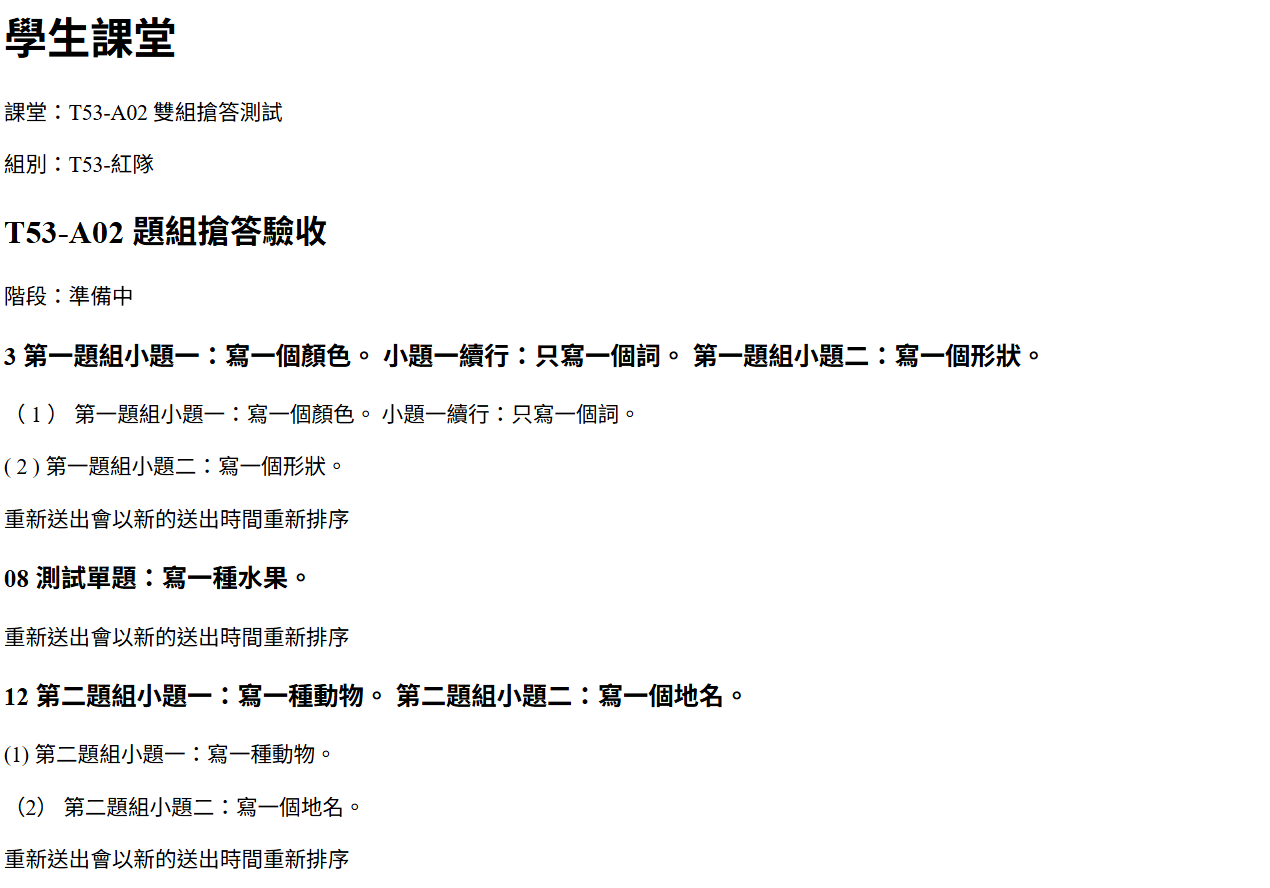 學生課堂
課堂：T53-A02 雙組搶答測試
組別：T53-紅隊
T53-A02 題組搶答驗收
階段：準備中
3 第一題組小題一：寫一個顏色。 小題一續行：只寫一個詞。 第一題組小題二：寫一個形狀。
（ 1 ） 第一題組小題一：寫一個顏色。 小題一續行：只寫一個詞。
( 2 ) 第一題組小題二：寫一個形狀。
重新送出會以新的送出時間重新排序
08 測試單題：寫一種水果。
重新送出會以新的送出時間重新排序
12 第二題組小題一：寫一種動物。 第二題組小題二：寫一個地名。
(1) 第二題組小題一：寫一種動物。
（2） 第二題組小題二：寫一個地名。
重新送出會以新的送出時間重新排序